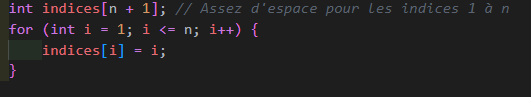 int indices[n + 1]; // Assez d'espace pour les indices 1 à n
for (int i = 1; i <= n; i++) {
    indices[i] = i;
}